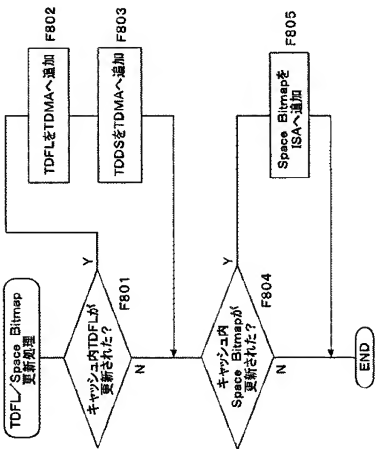 TDFL/Space Bitmap
更新処理
キャッシュ内TDFLが
更新された?
F801
Y
N
TDFLをTDMAへ追加
F802
TDDSをTDMAへ追加
F803
キャッシュ内
Space Bitmapが
更新された?
F804
Y
N
Space Bitmapを
ISAへ追加
F805
END